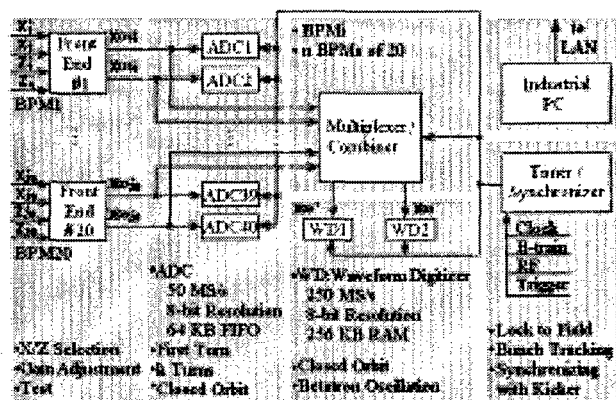 Front
End
#1
BPM1
ADC1
ADC2
•BPMi
•n BPMs of 20
to
LAN
Industrial
PC
Multiplexer /
Combiner
Timer /
Synchronizer
Front
End
#20
BPM20
ADC39
ADC40
WD1
WD2
Clock
B-train
RF
Trigger
•ADC
50 MS/s
8-bit Resolution
64 KB FIFO
•WD:Waveform Digitizer
250 MS/s
8-bit Resolution
256 KB RAM
•X/Z Selection
•Gain Adjustment
•Test
•First Turn
•k Turns
•Closed Orbit
•Closed Orbit
•Betatron Oscillation
•Lock to Field
•Bunch Tracking
•Synchronizing
with Kicker